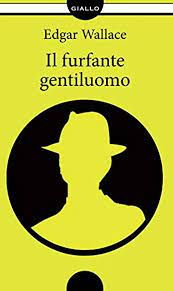 GIALLO
Edgar Wallace
Il furfante
gentiluomo